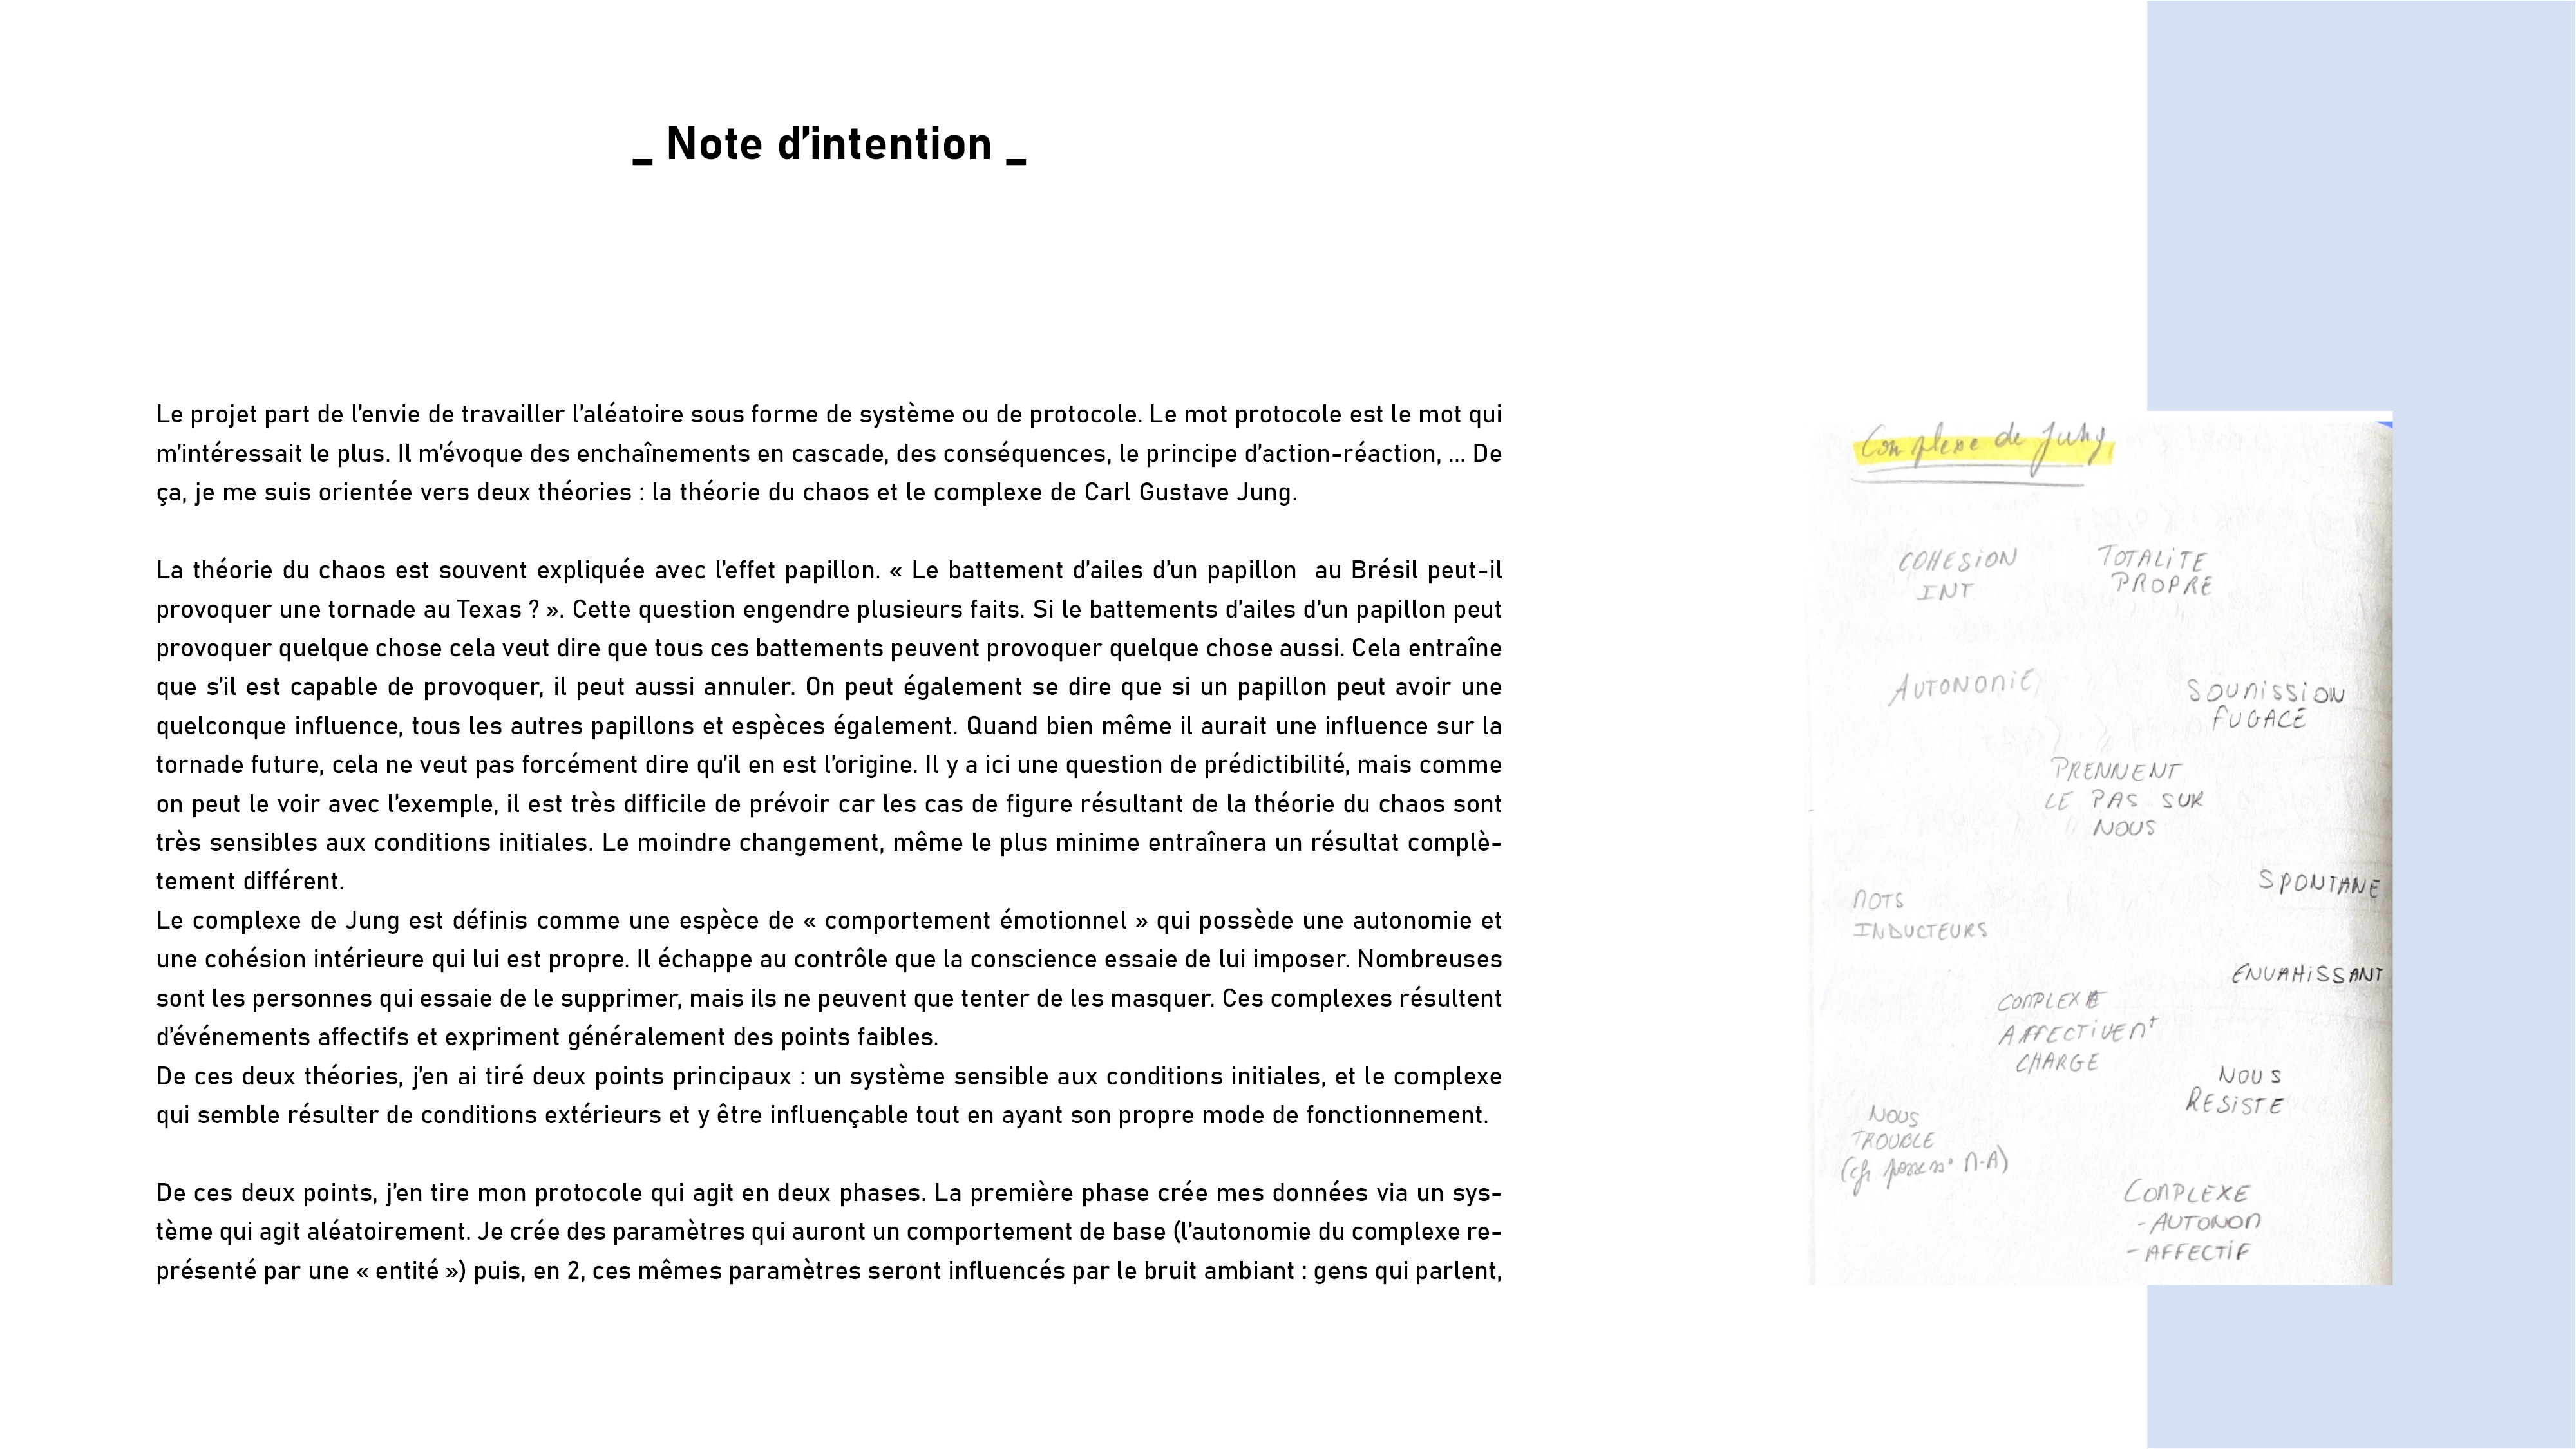 _ Note d'intention _
Le projet part de l'envie de travailler l'aléatoire sous forme de système ou de protocole. Le mot protocole est le mot qui
m'intéressait le plus. Il m'évoque des enchaînements en cascade, des conséquences, le principe d'action-réaction, ... De
ça, je me suis orientée vers deux théories : la théorie du chaos et le complexe de Carl Gustave Jung.
La théorie du chaos est souvent expliquée avec l'effet papillon. « Le battement d'ailes d'un papillon  au Brésil peut-il
provoquer une tornade au Texas ? ». Cette question engendre plusieurs faits. Si le battements d'ailes d'un papillon peut
provoquer quelque chose cela veut dire que tous ces battements peuvent provoquer quelque chose aussi. Cela entraîne
que s'il est capable de provoquer, il peut aussi annuler. On peut également se dire que si un papillon peut avoir une
quelconque influence, tous les autres papillons et espèces également. Quand bien même il aurait une influence sur la
tornade future, cela ne veut pas forcément dire qu'il en est l'origine. Il y a ici une question de prédictibilité, mais comme
on peut le voir avec l'exemple, il est très difficile de prévoir car les cas de figure résultant de la théorie du chaos sont
très sensibles aux conditions initiales. Le moindre changement, même le plus minime entraînera un résultat complè-
tement différent.
Le complexe de Jung est définis comme une espèce de « comportement émotionnel » qui possède une autonomie et
une cohésion intérieure qui lui est propre. Il échappe au contrôle que la conscience essaie de lui imposer. Nombreuses
sont les personnes qui essaie de le supprimer, mais ils ne peuvent que tenter de les masquer. Ces complexes résultent
d'événements affectifs et expriment généralement des points faibles.
De ces deux théories, j'en ai tiré deux points principaux : un système sensible aux conditions initiales, et le complexe
qui semble résulter de conditions extérieurs et y être influençable tout en ayant son propre mode de fonctionnement.
De ces deux points, j'en tire mon protocole qui agit en deux phases. La première phase crée mes données via un sys-
tème qui agit aléatoirement. Je crée des paramètres qui auront un comportement de base (l'autonomie du complexe re-
présenté par une « entité ») puis, en 2, ces mêmes paramètres seront influencés par le bruit ambiant : gens qui parlent,
Complexe de Jung
COHESION
INT
TOTALITE
PROPRE
AUTONOMIE
SOUMISSION
FUGACE
PRENNENT
LE PAS SUR
NOUS
SPONTANE
MOTS
INDUCTEURS
ENVAHISSANT
COMPLEXE
AFFECTIVEMt
CHARGE
NOUS
RESISTE
NOUS
TROUBLE
(cfr M-A)
COMPLEXE
- AUTONOM
- AFFECTIF